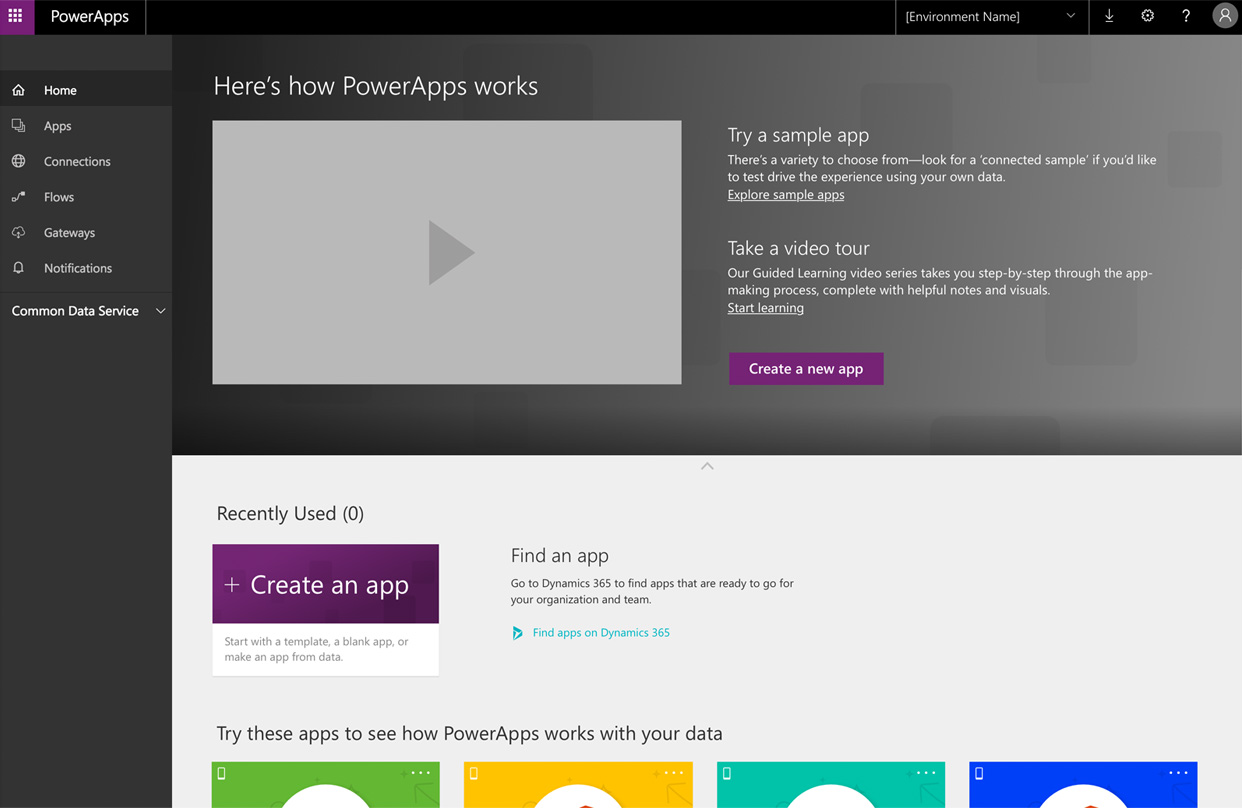 PowerApps
[Environment Name]
?
Home
Apps
Connections
Flows
Gateways
Notifications
Common Data Service
Here’s how PowerApps works
Try a sample app
There’s a variety to choose from—look for a ‘connected sample’ if you’d like
to test drive the experience using your own data.
Explore sample apps
Take a video tour
Our Guided Learning video series takes you step-by-step through the app-
making process, complete with helpful notes and visuals.
Start learning
Create a new app
Recently Used (0)
+ Create an app
Start with a template, a blank app, or
make an app from data.
Find an app
Go to Dynamics 365 to find apps that are ready to go for
your organization and team.
Find apps on Dynamics 365
Try these apps to see how PowerApps works with your data